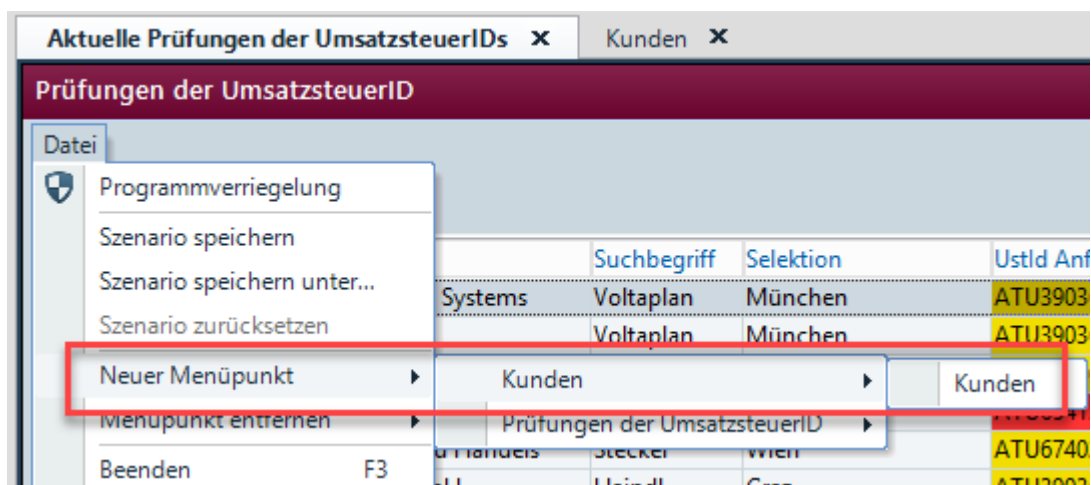 Aktuelle Prüfungen der UmsatzsteuerIDs x Kunden x
Prüfungen der UmsatzsteuerID
Datei
Programmverriegelung
Szenario speichern
Suchbegriff Selektion UstId Anf
Szenario speichern unter...
Systems Voltaplan München ATU3903
Szenario zurücksetzen
Voltaplan München ATU3903
Neuer Menüpunkt Kunden Kunden
Menüpunkt entfernen Prüfungen der UmsatzsteuerID
Stecker Wien ATU6740
Beenden F3